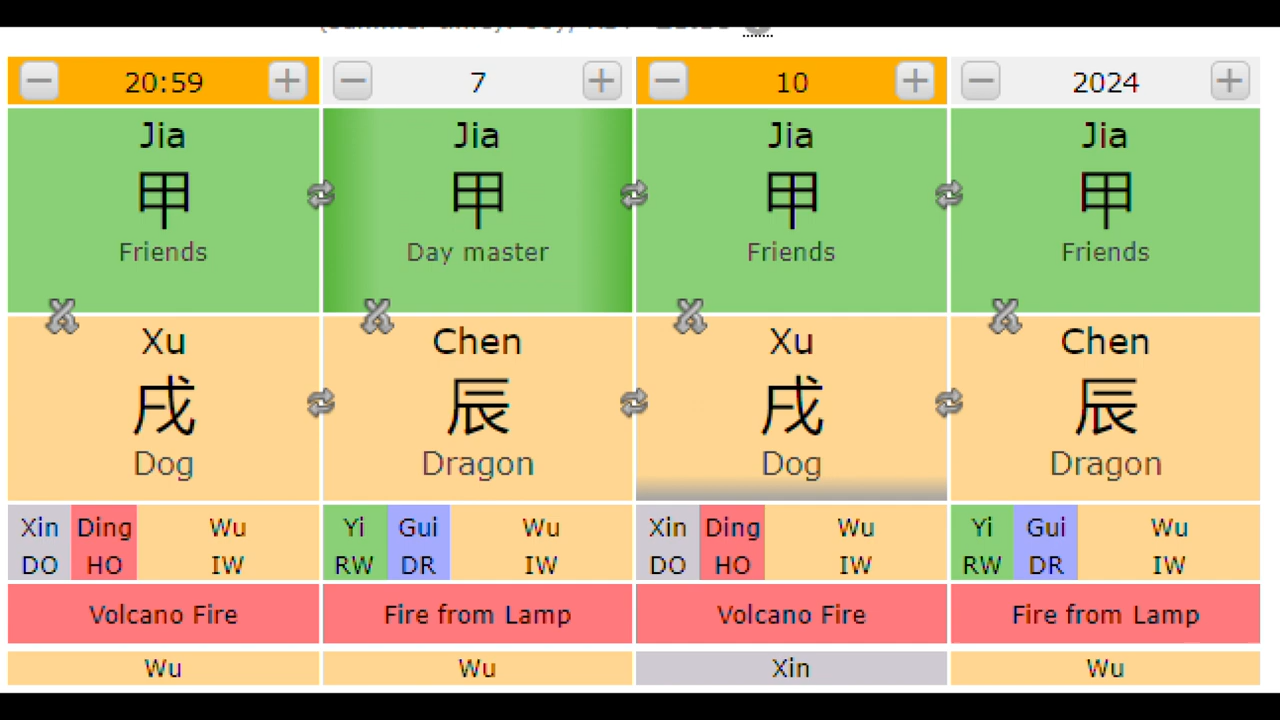 20:59 7 10 2024
Jia Jia Jia Jia
甲 甲 甲 甲
Friends Day master Friends Friends
Xu Chen Xu Chen
戌 辰 戌 辰
Dog Dragon Dog Dragon
Xin Ding Wu Yi Gui Wu Xin Ding Wu Yi Gui Wu
DO HO IW RW DR IW DO HO IW RW DR IW
Volcano Fire Fire from Lamp Volcano Fire Fire from Lamp
Wu Wu Xin Wu